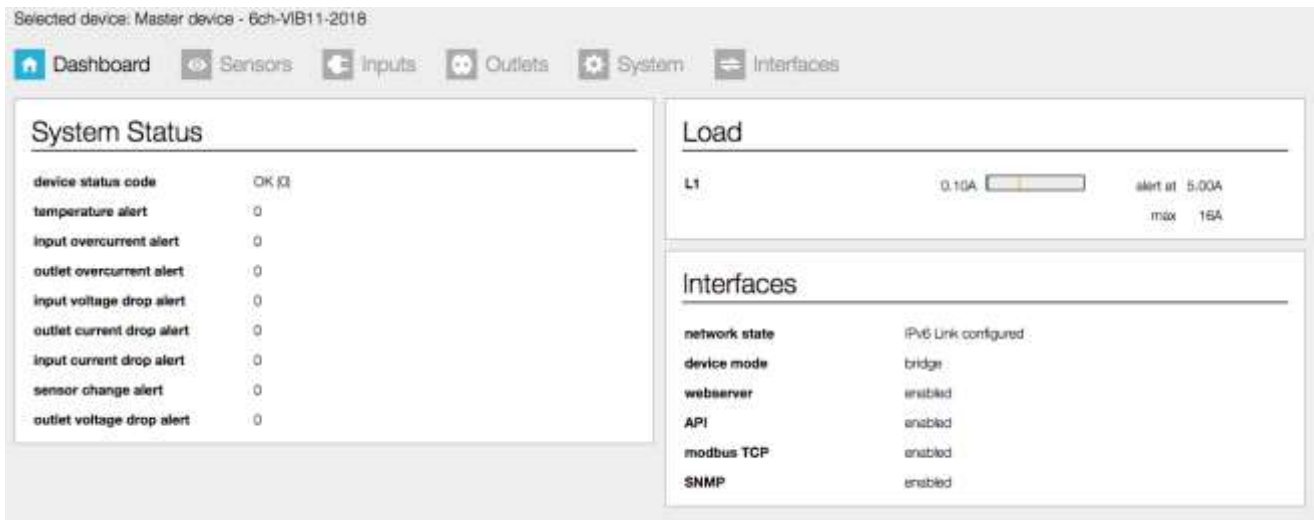 Selected device: Master device - 6ch-VIB11-2018
Dashboard Sensors Inputs Outlets System Interfaces
System Status
device status code OK (0)
temperature alert 0
input overcurrent alert 0
outlet overcurrent alert 0
input voltage drop alert 0
outlet current drop alert 0
input current drop alert 0
sensor change alert 0
outlet voltage drop alert 0
Load
L1 0.10A alert at 5.00A
max 16A
Interfaces
network state IPv6 Link configured
device mode bridge
webserver enabled
API enabled
modbus TCP enabled
SNMP enabled